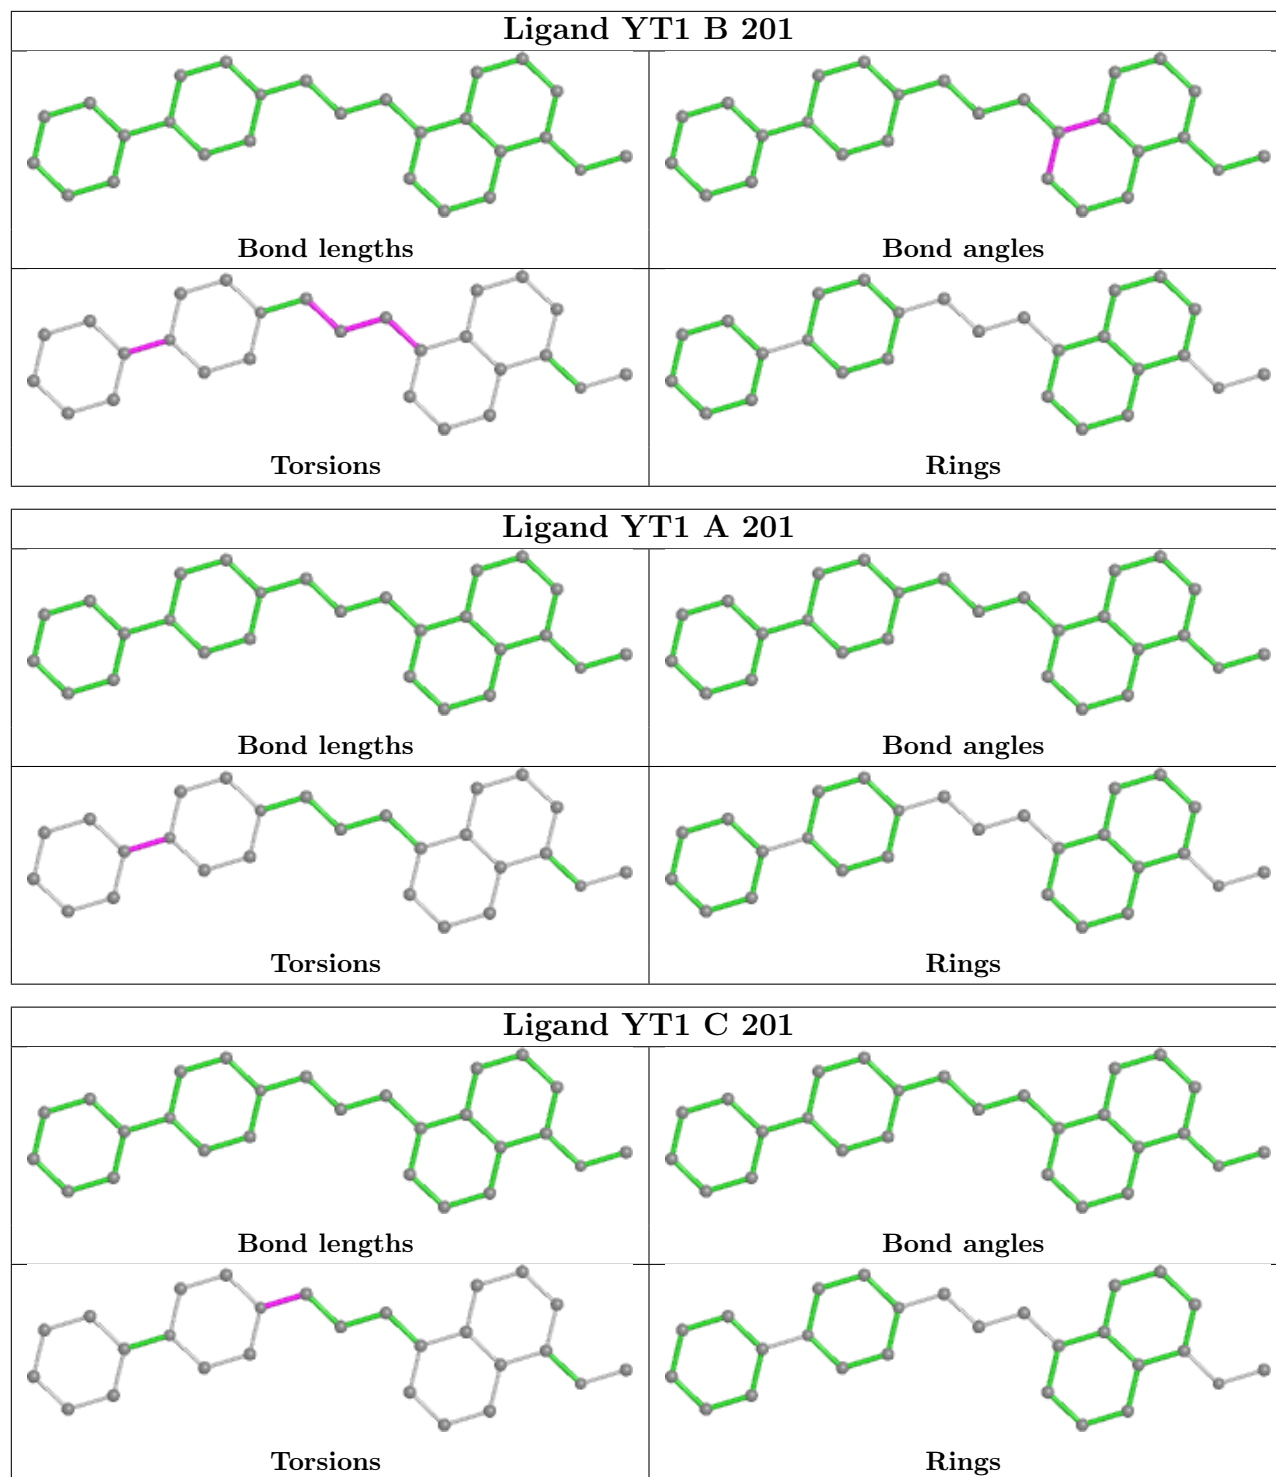 Ligand YT1 B 201
Bond lengths
Bond angles
Torsions
Rings
Ligand YT1 A 201
Bond lengths
Bond angles
Torsions
Rings
Ligand YT1 C 201
Bond lengths
Bond angles
Torsions
Rings